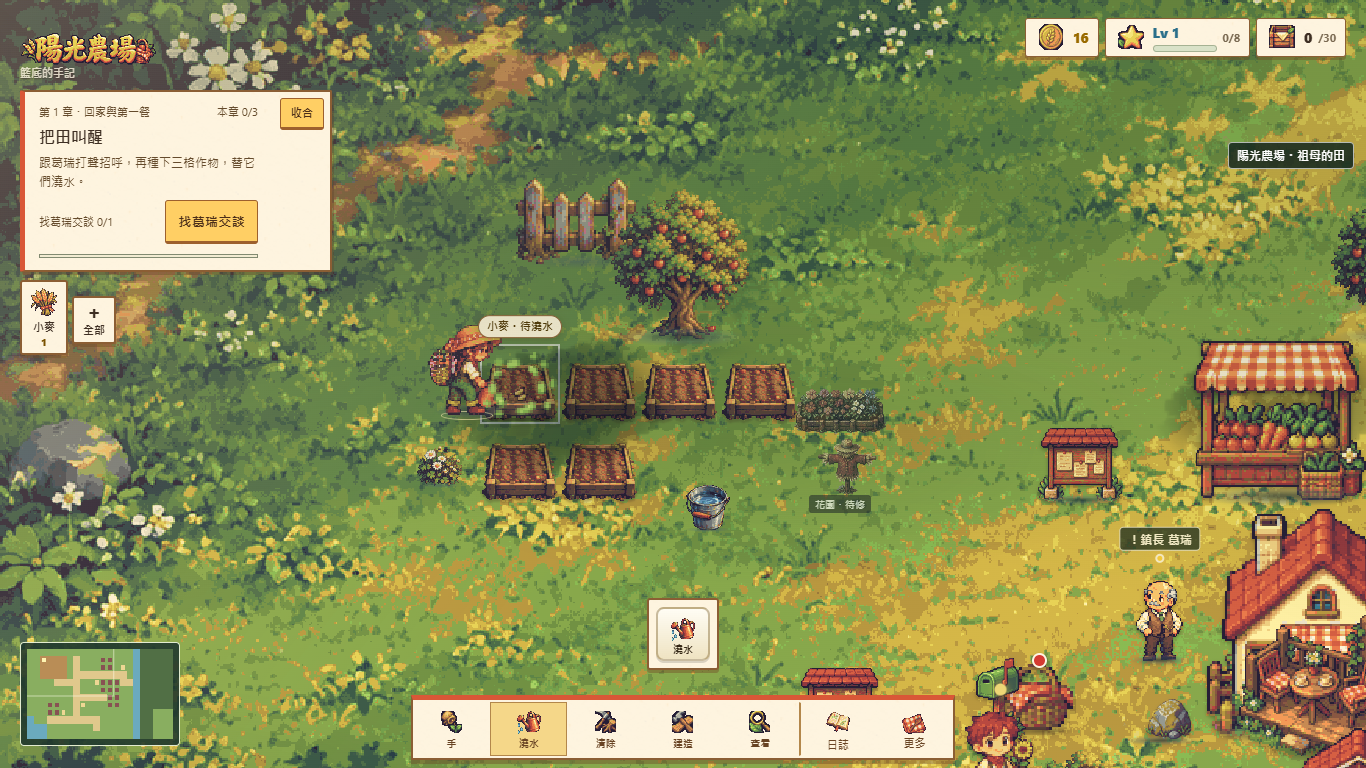 陽光農場
籃底的手記
第 1 章 · 回家與第一餐
本章 0/3
收合
把田叫醒
跟葛瑞打聲招呼，再種下三格作物，替它
們澆水。
找葛瑞交談 0/1
找葛瑞交談
小麥
1
+
全部
16
Lv 1
0/8
0 /30
陽光農場 · 祖母的田
小麥 · 待澆水
花圃 · 待修
! 鎮長 葛瑞
澆水
手
澆水
清除
建造
查看
日誌
更多